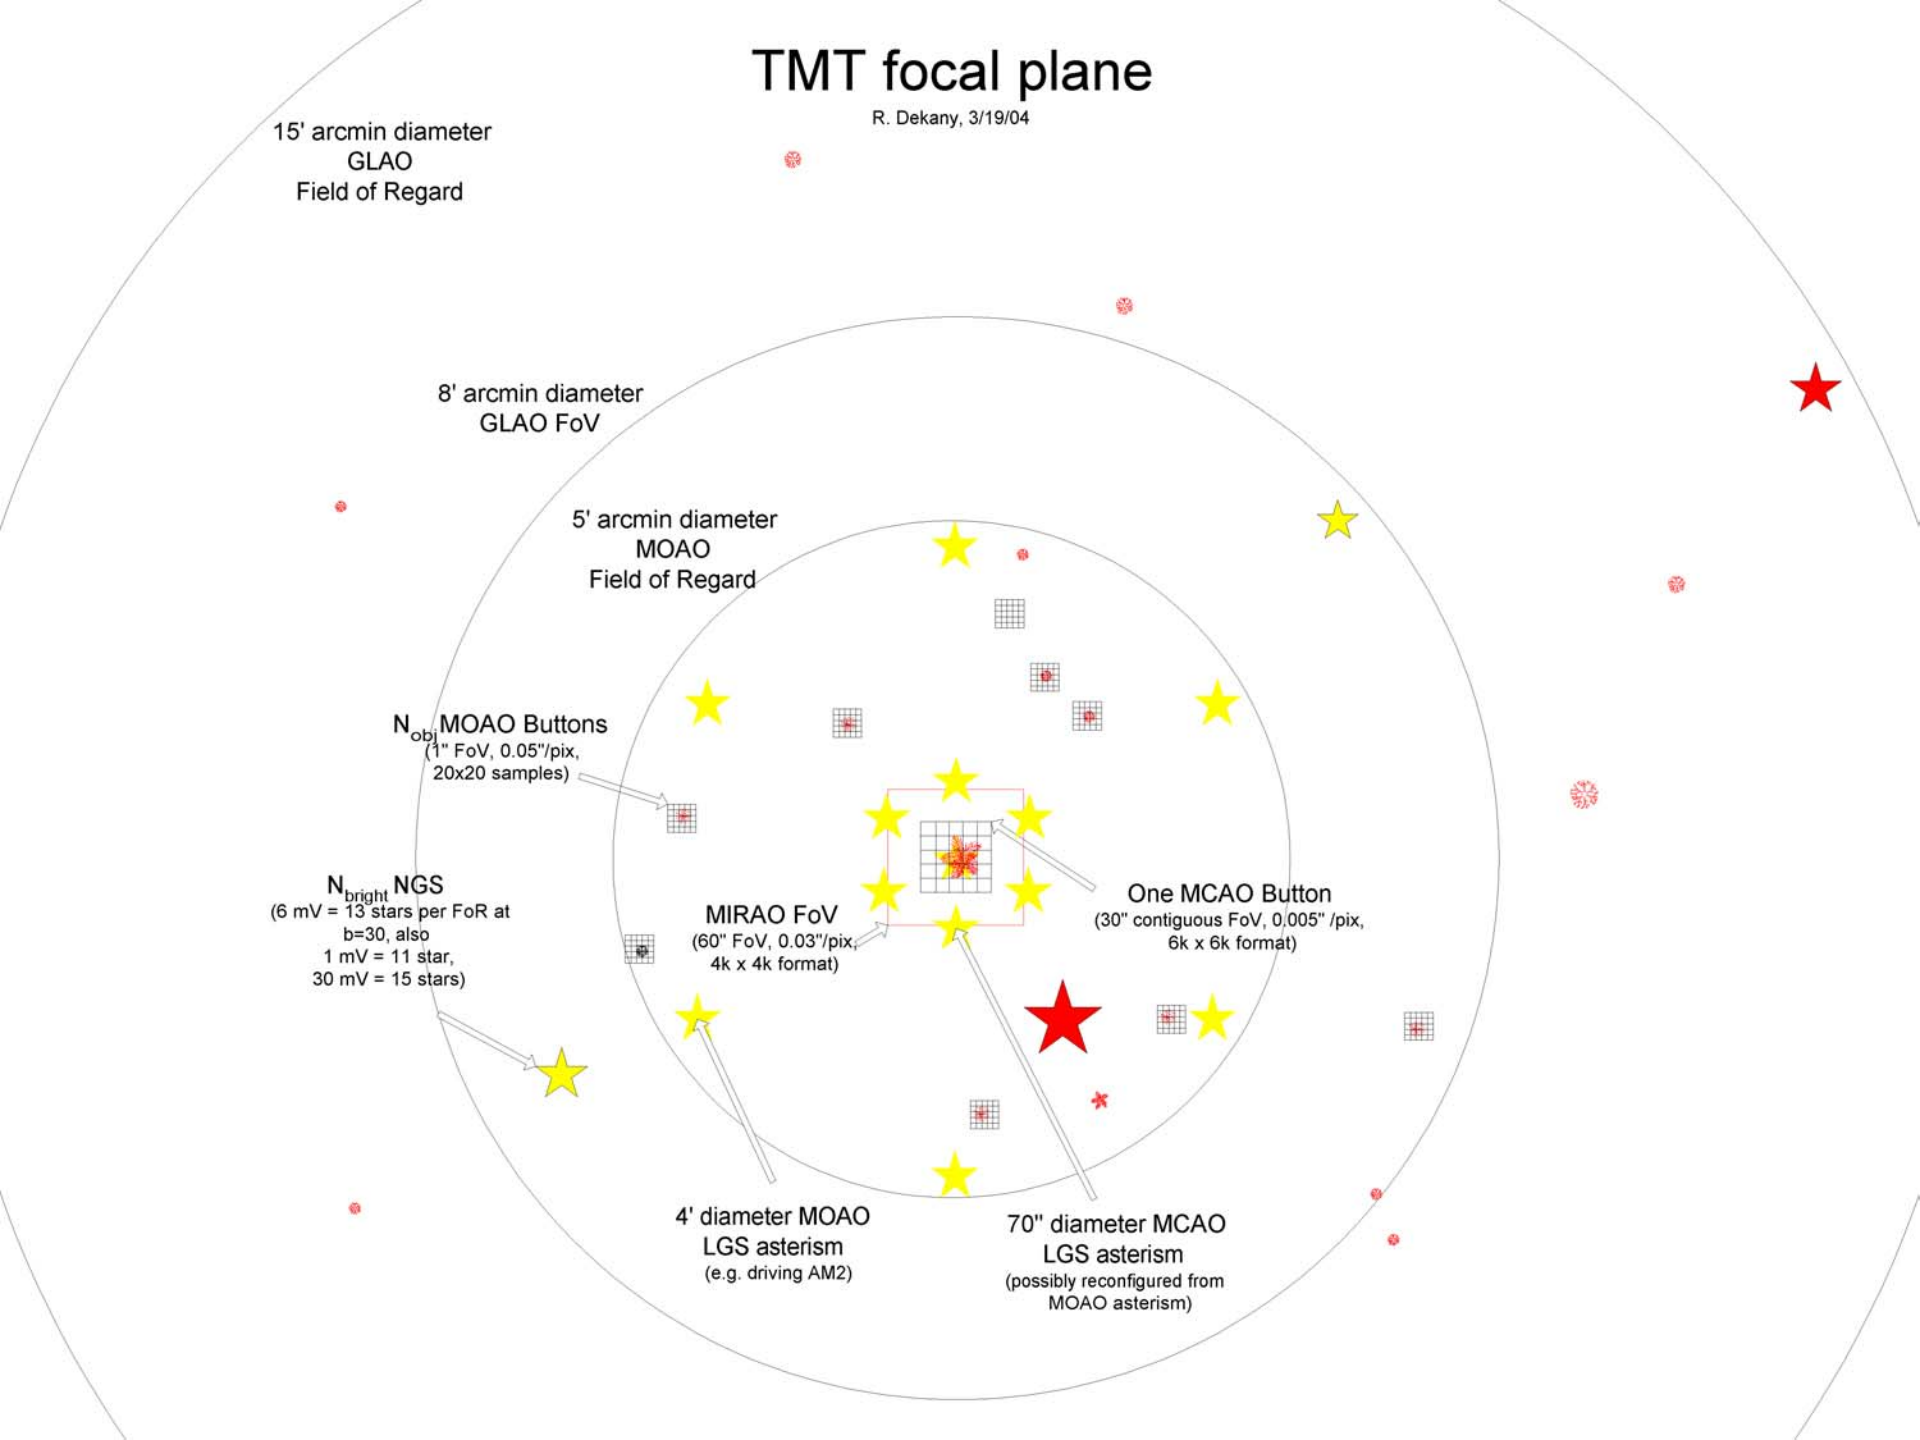 TMT focal plane
R. Dekany, 3/19/04
15' arcmin diameter
GLAO
Field of Regard
8' arcmin diameter
GLAO FoV
5' arcmin diameter
MOAO
Field of Regard
Nobj MOAO Buttons
(1" FoV, 0.05"/pix,
20x20 samples)
Nbright NGS
(6 mV = 13 stars per FoR at
b=30, also
1 mV = 11 star,
30 mV = 15 stars)
MIRAO FoV
(60" FoV, 0.03"/pix,
4k x 4k format)
One MCAO Button
(30" contiguous FoV, 0.005" /pix,
6k x 6k format)
4' diameter MOAO
LGS asterism
(e.g. driving AM2)
70" diameter MCAO
LGS asterism
(possibly reconfigured from
MOAO asterism)